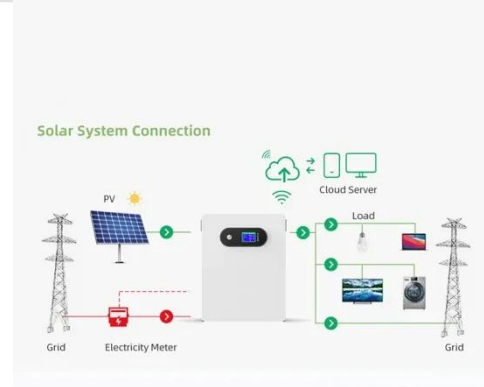 Solar System Connection
Cloud Server
PV
Load
Grid
Electricity Meter
Grid